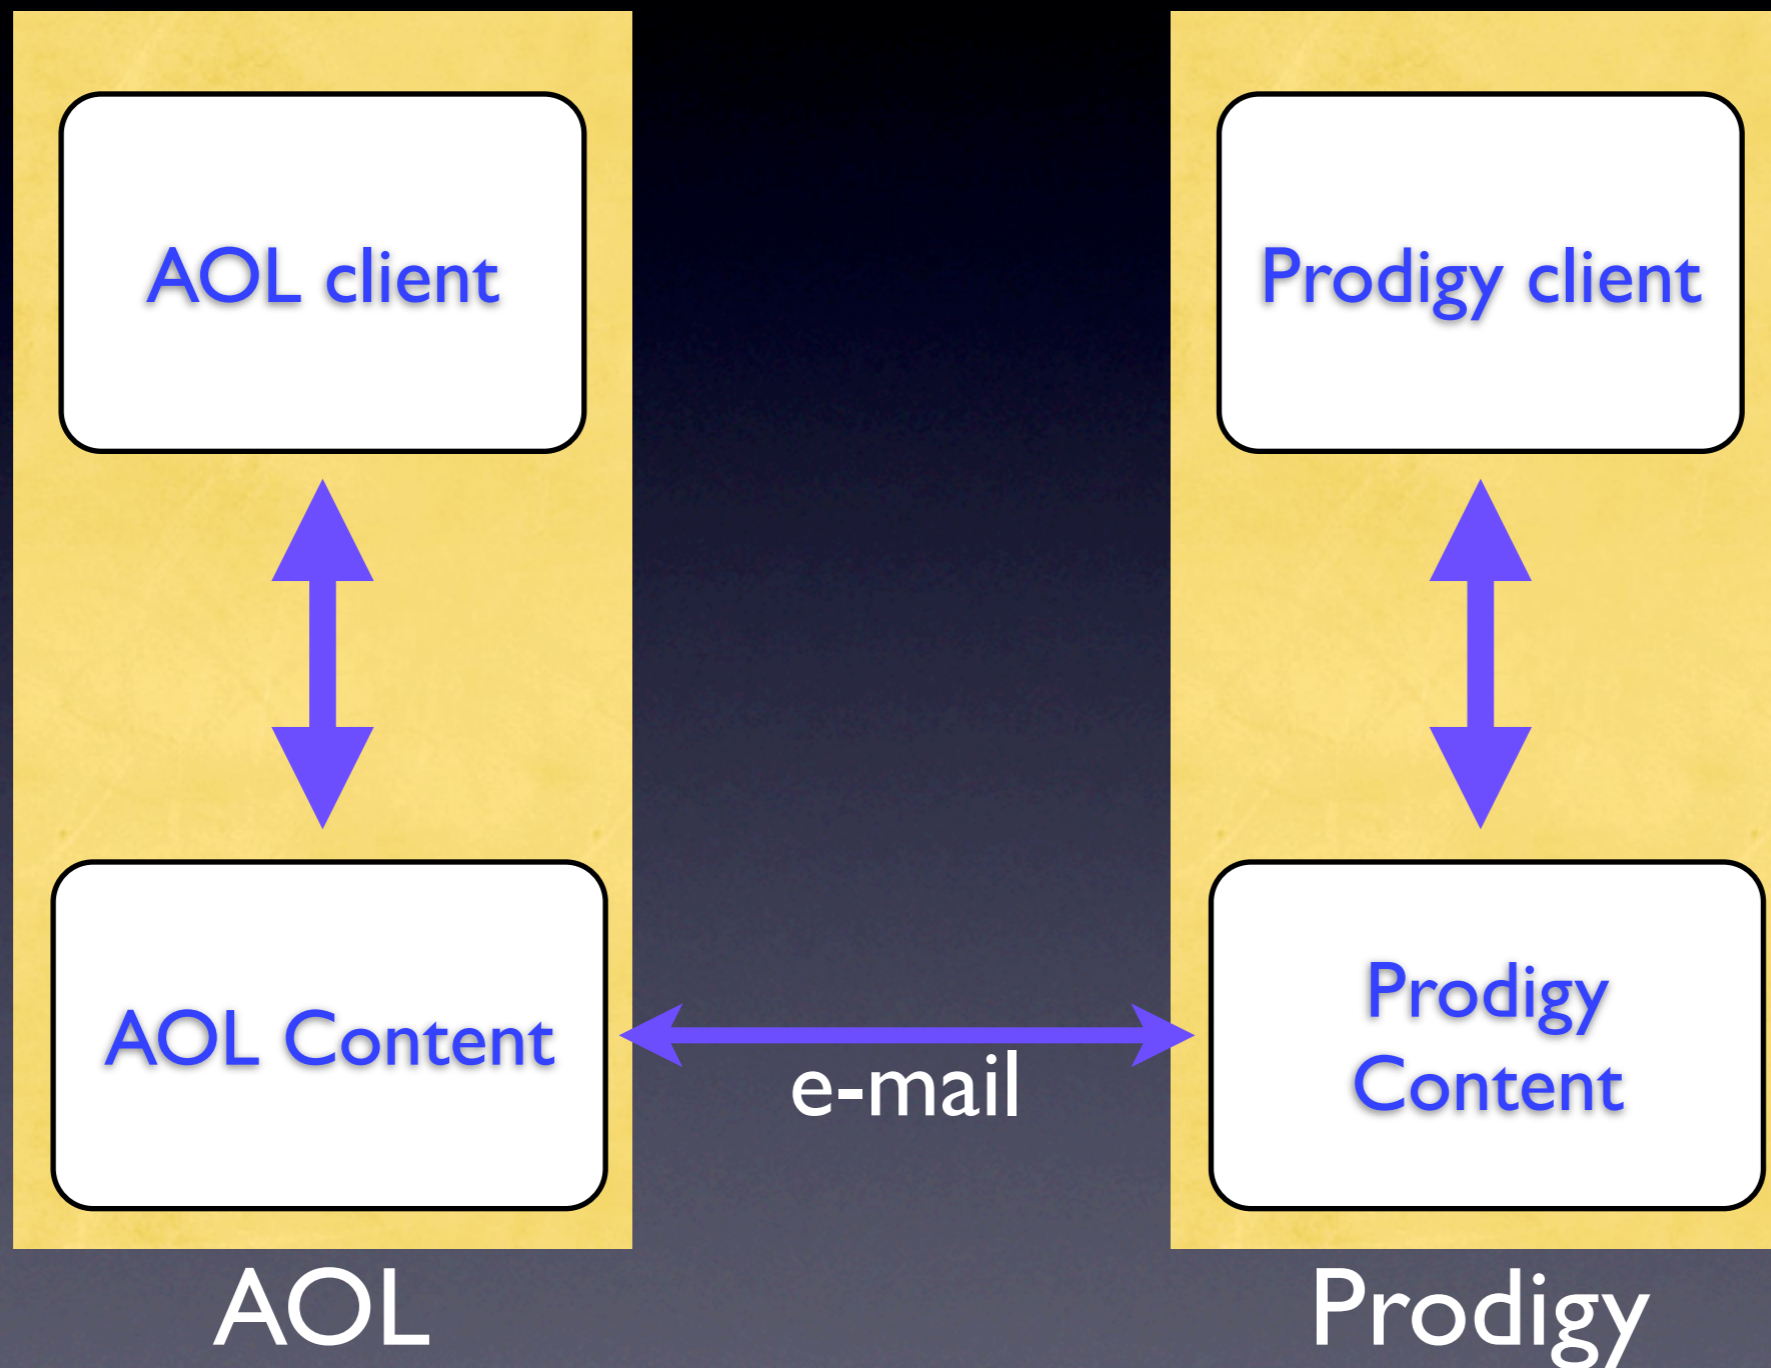 AOL client
Prodigy client
AOL Content
e-mail
Prodigy
Content
AOL
Prodigy